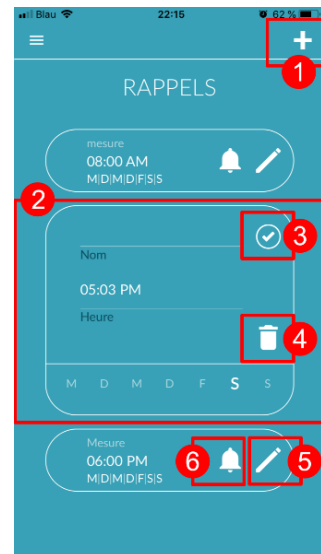 Blau 22:15 62 %
1
RAPPELS
mesure
08:00 AM
M|D|M|D|F|S|S
2
3
Nom
05:03 PM
Heure
4
M D M D F S S
Mesure
06:00 PM
M|D|M|D|F|S|S
6
5